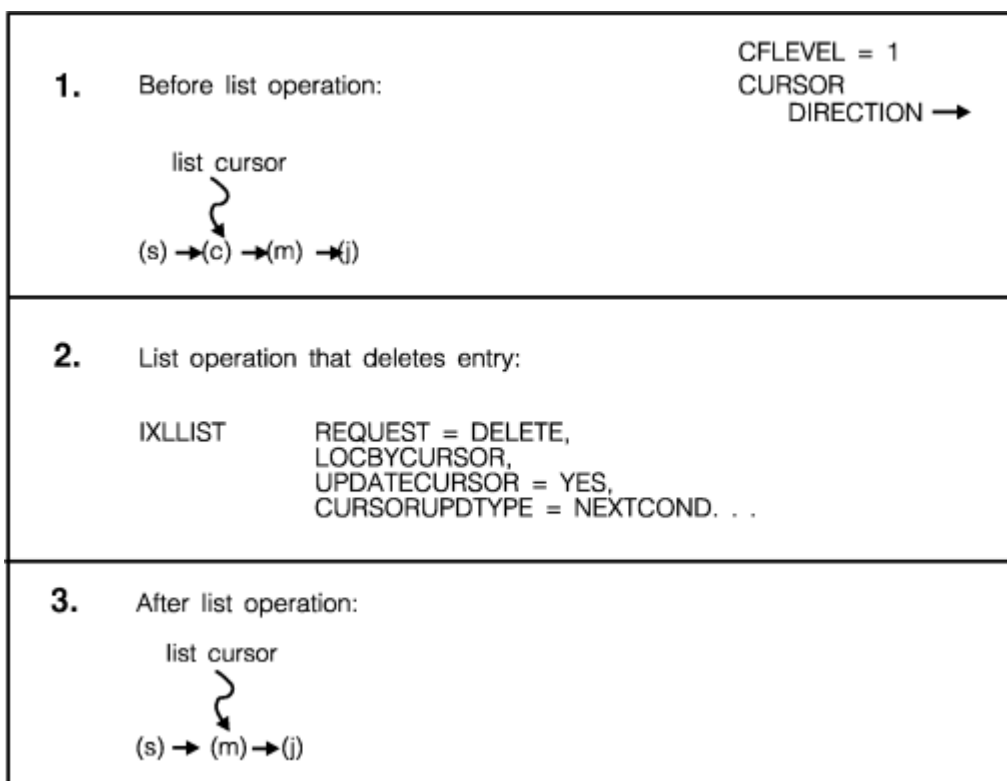 CFLEVEL = 1
1. Before list operation: CURSOR
DIRECTION →
list cursor
(s) →(c) →(m) →(j)
2. List operation that deletes entry:
IXLLIST REQUEST = DELETE,
LOCBYCURSOR,
UPDATECURSOR = YES,
CURSORUPDTYPE = NEXTCOND. . .
3. After list operation:
list cursor
(s) → (m) →(j)